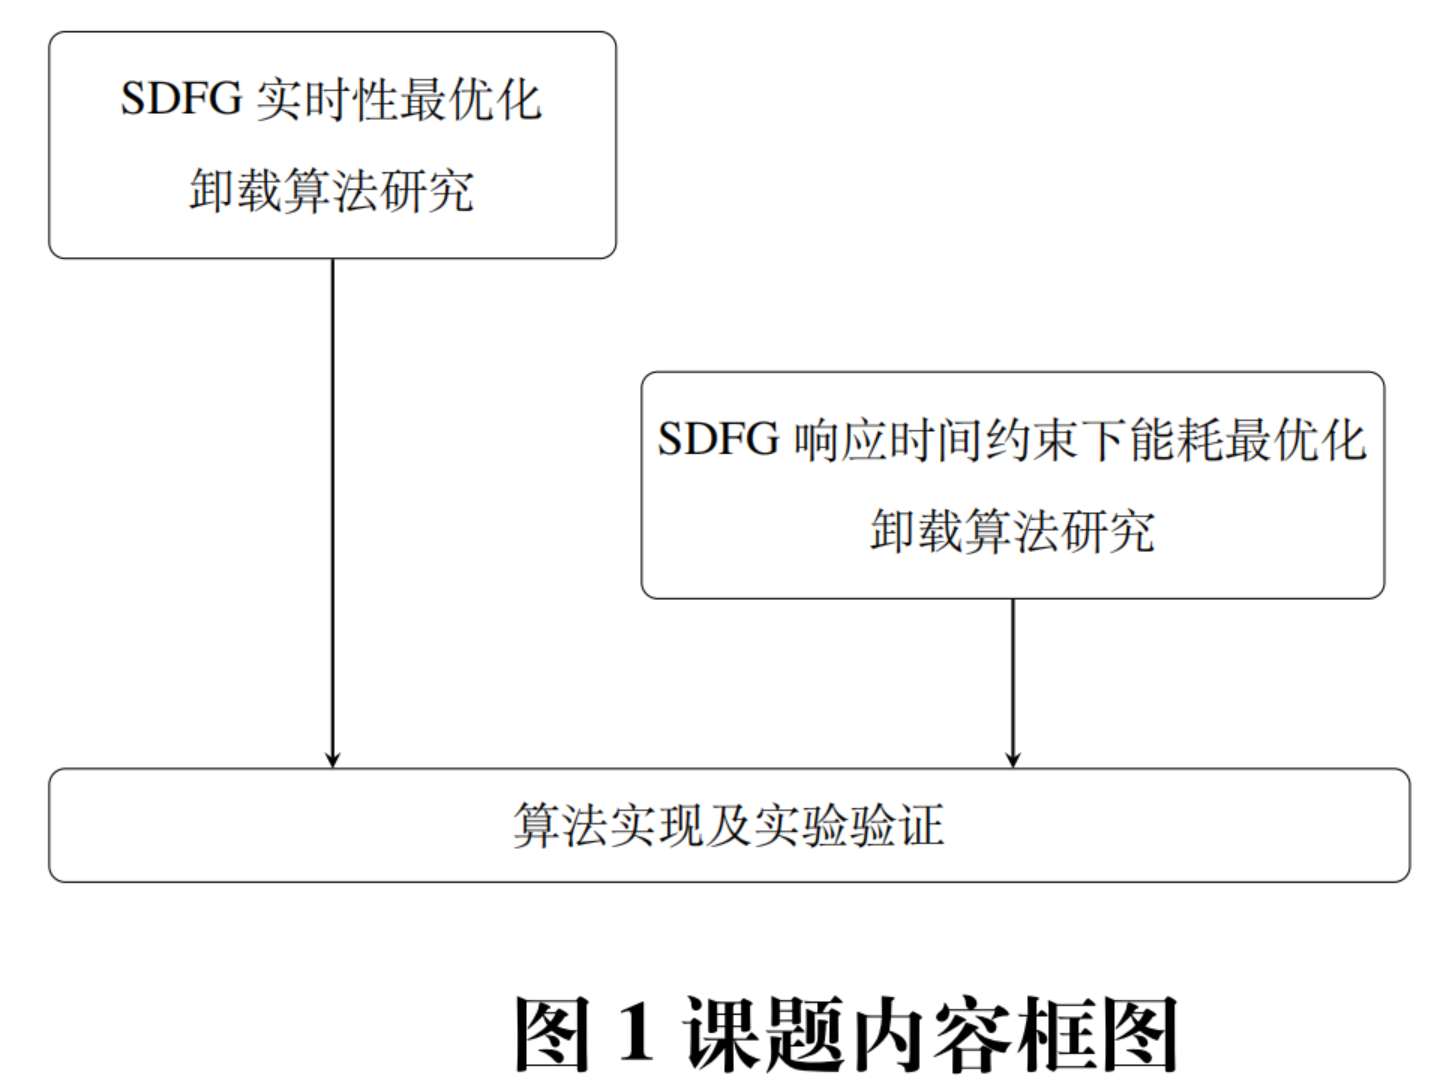 SDFG 实时性最优化
卸载算法研究
SDFG 响应时间约束下能耗最优化
卸载算法研究
算法实现及实验验证
图 1 课题内容框图